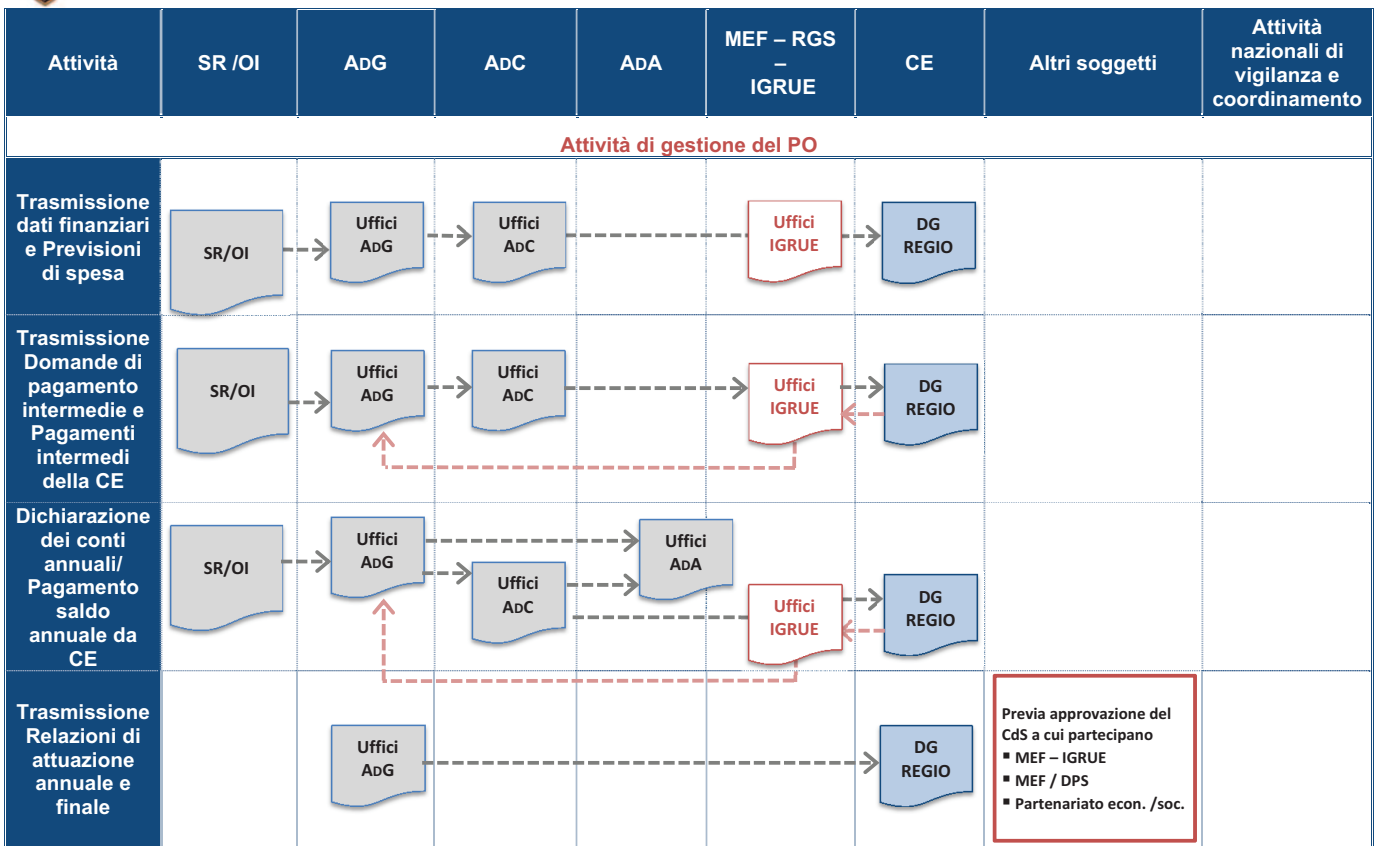 Attività
SR /OI
ADG
ADC
ADA
MEF – RGS
–
IGRUE
CE
Altri soggetti
Attività
nazionali di
vigilanza e
coordinamento
Attività di gestione del PO
Trasmissione
dati finanziari
e Previsioni
di spesa
SR/OI
Uffici
ADG
Uffici
ADC
Uffici
IGRUE
DG
REGIO
Trasmissione
Domande di
pagamento
intermedie e
Pagamenti
intermedi
della CE
SR/OI
Uffici
ADG
Uffici
ADC
Uffici
IGRUE
DG
REGIO
Dichiarazione
dei conti
annuali/
Pagamento
saldo
annuale da
CE
SR/OI
Uffici
ADG
Uffici
ADC
Uffici
ADA
Uffici
IGRUE
DG
REGIO
Trasmissione
Relazioni di
attuazione
annuale e
finale
Uffici
ADG
DG
REGIO
Previa approvazione del
CdS a cui partecipano
▪ MEF – IGRUE
▪ MEF / DPS
▪ Partenariato econ. /soc.